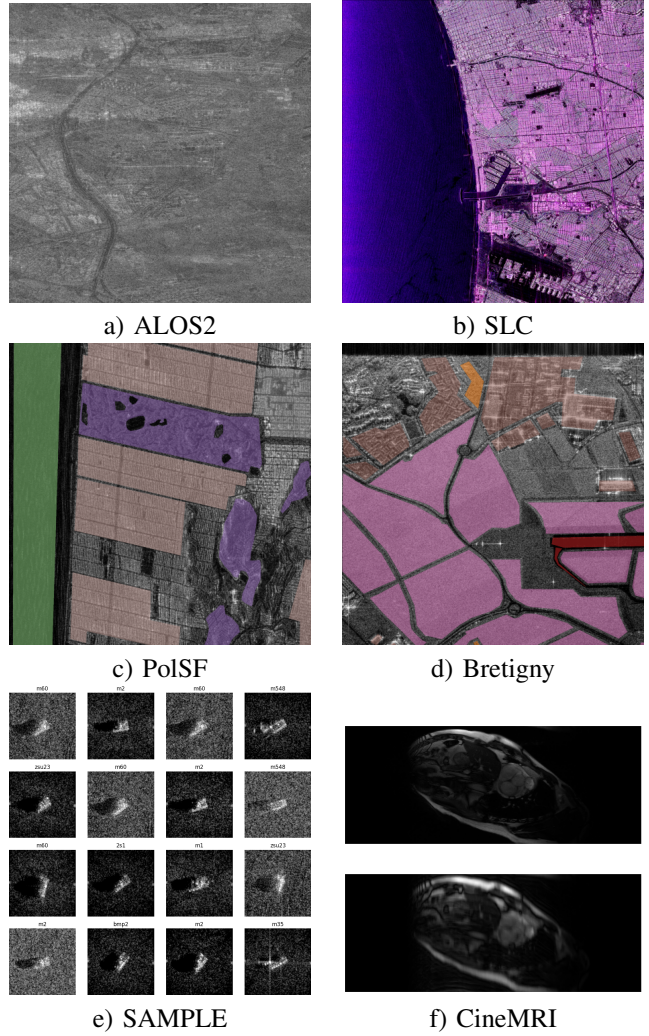 a) ALOS2
b) SLC
c) PolSF
d) Bretigny
m60 m2 m60 m548
zsu23 m60 m2 m548
m60 2s1 m1 zsu23
m2 bmp2 m2 m35
e) SAMPLE
f) CineMRI